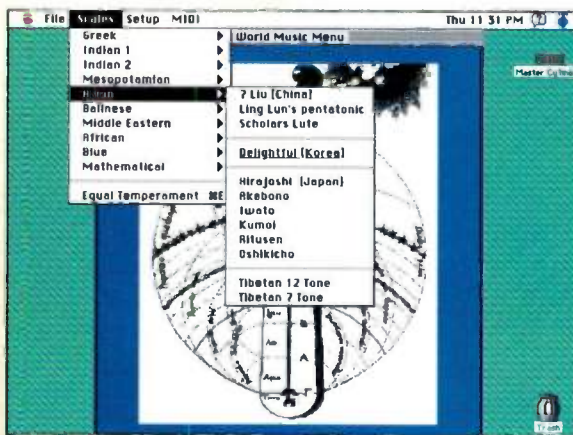 File Scales Setup MIDI Thu 11 31 PM
World Music Menu
Greek
Indian 1
Indian 2
Mesopotamian
Balinese
Middle Eastern
African
Blue
Mathematical
Equal Temperament ⌘E
? Liu [China]
Ling Lun's pentatonic
Scholars Lute
Delightful [Korea]
Hirajoshi [Japan]
Akebono
Iwato
Kumoi
Ritusen
Oshikicho
Tibetan 12 Tone
Tibetan 7 Tone
Master
Trash